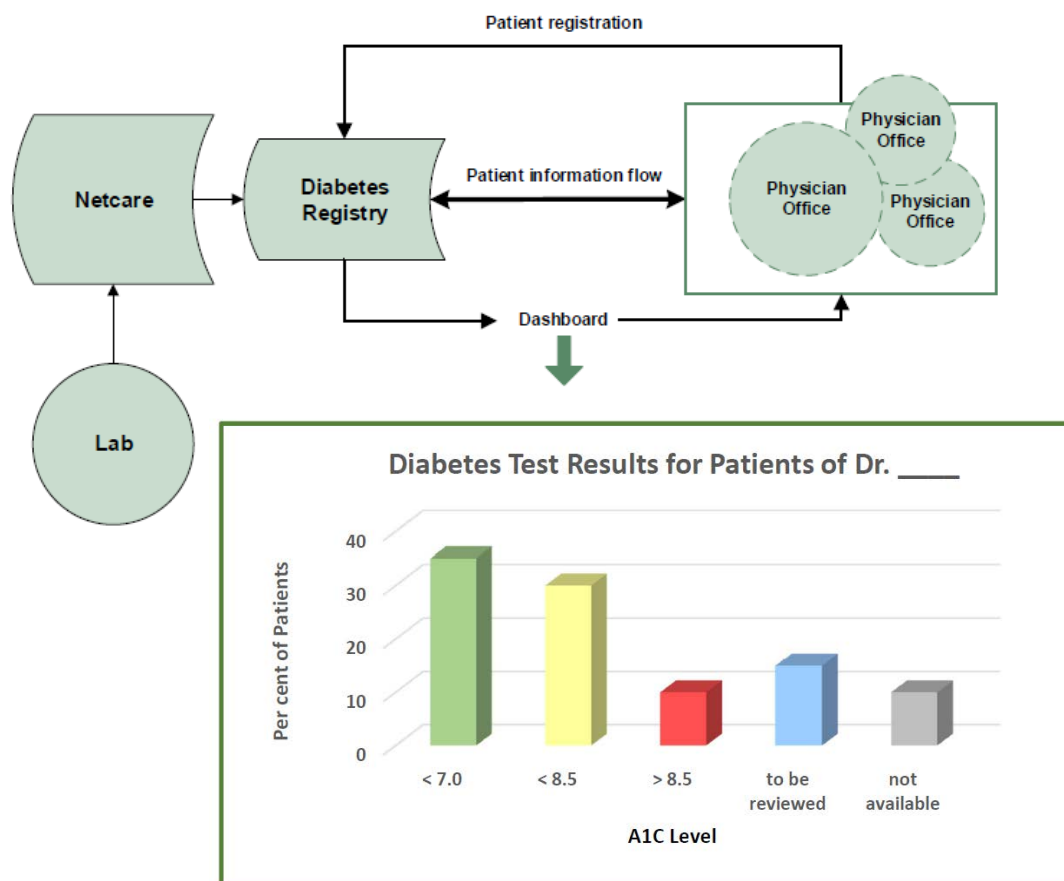 Patient registration
Physician
Office
Netcare
Diabetes
Registry
Patient information flow
Physician
Office
Physician
Office
Dashboard
Lab
Diabetes Test Results for Patients of Dr. ____
Per cent of Patients
40
30
20
10
0
< 7.0
< 8.5
> 8.5
to be
reviewed
not
available
A1C Level